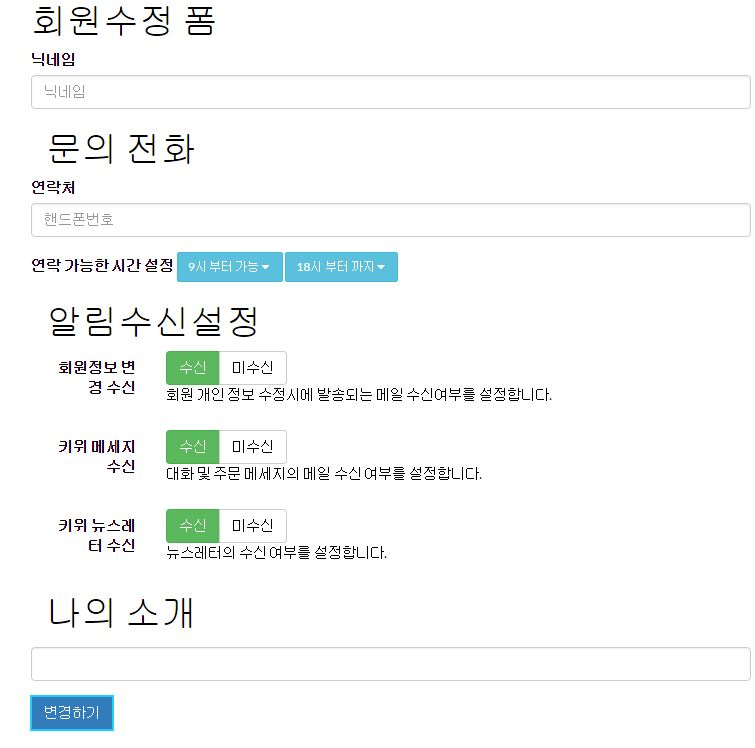 회원수정 폼
닉네임
닉네임
문의 전화
연락처
핸드폰번호
연락 가능한 시간 설정 9시 부터 가능 18시 부터 까지
알림수신설정
회원정보 변 수신 미수신
경 수신
회원 개인 정보 수정시에 발송되는 메일 수신여부를 설정합니다.
키위 메세지 수신 미수신
수신
대화 및 주문 메세지의 메일 수신 여부를 설정합니다.
키위 뉴스레 수신 미수신
터 수신
뉴스레터의 수신 여부를 설정합니다.
나의 소개
변경하기